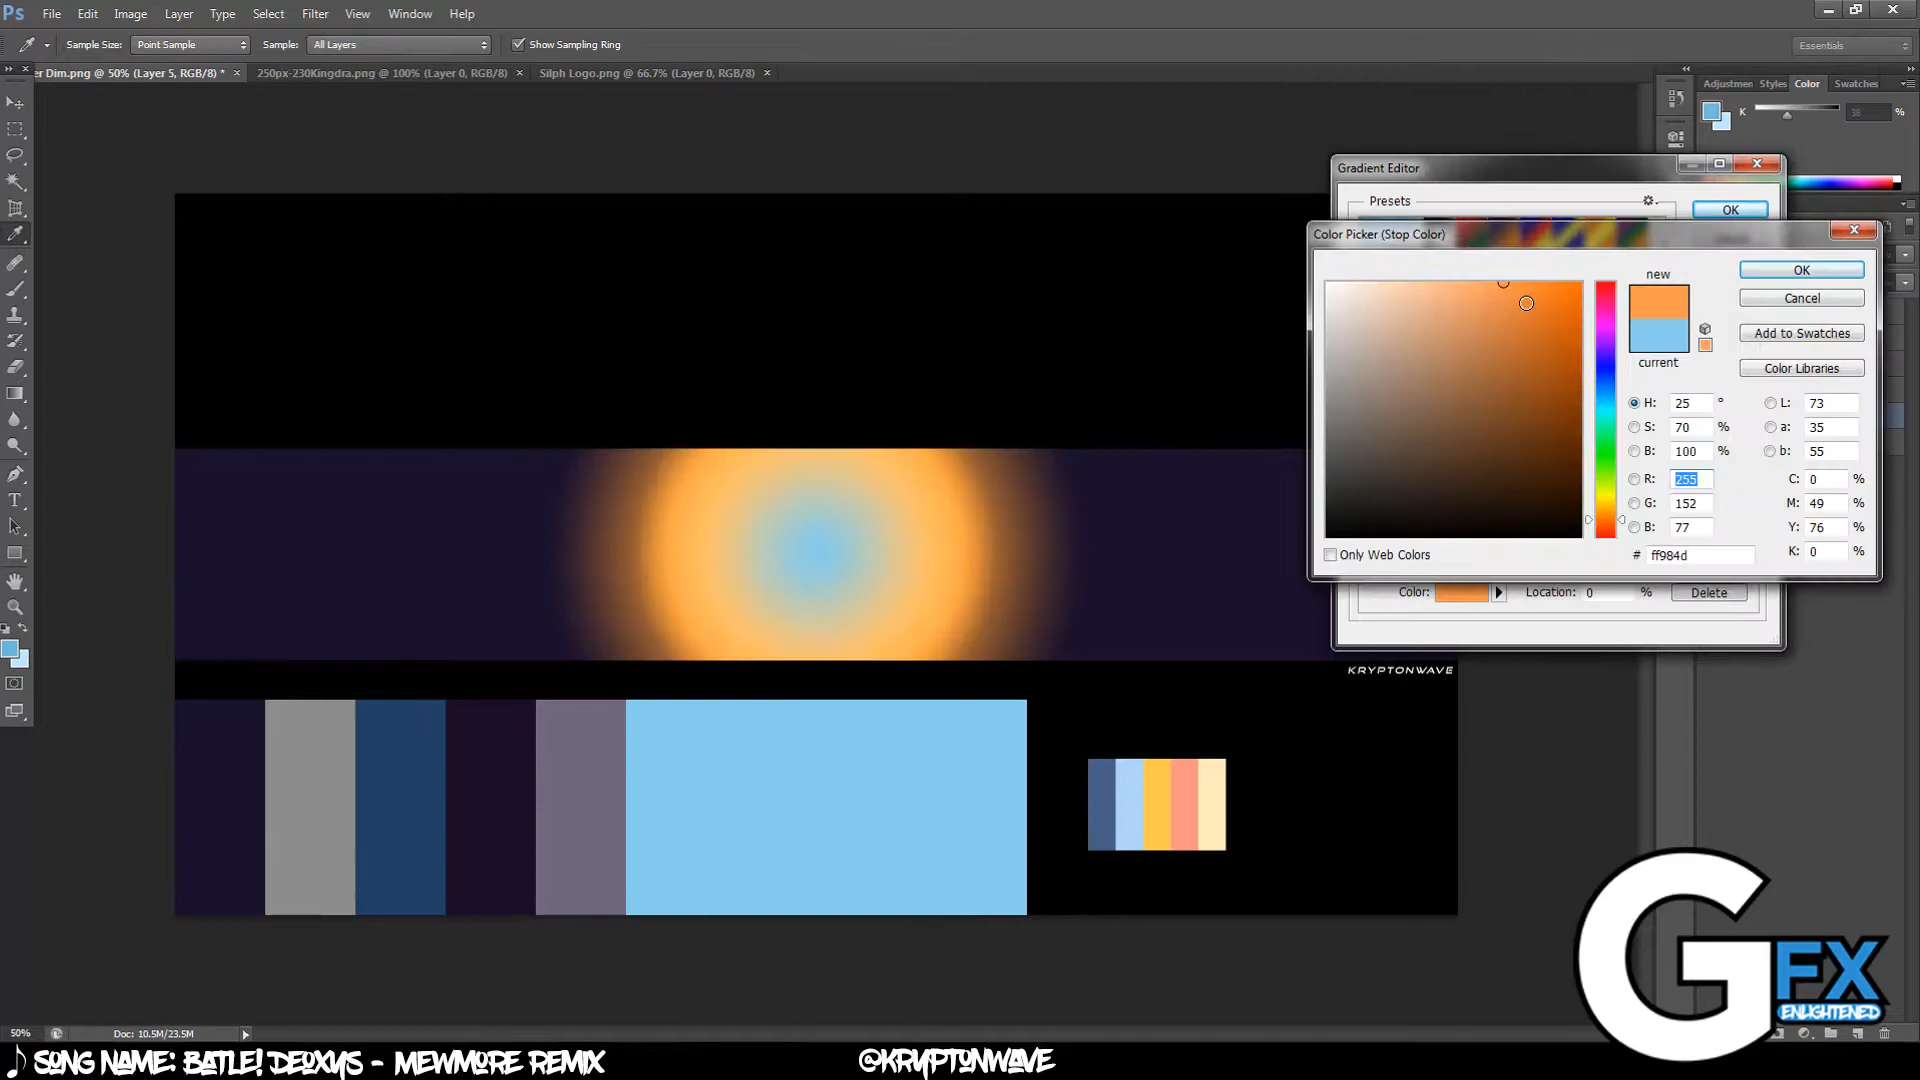 Ps File Edit Image Layer Type Select Filter View Window Help
Sample Size: Point Sample Sample: All Layers Show Sampling Ring Essentials
er Dim.png @ 50% (Layer 5, RGB/8) * × 250px-230Kingdra.png @ 100% (Layer 0, RGB/8) × Silph Logo.png @ 66.7% (Layer 0, RGB/8) ×
Adjustmen Styles Color Swatches
K 38 %
Gradient Editor
Presets
OK
Color Picker (Stop Color)
new
OK
Cancel
Add to Swatches
current
Color Libraries
H: 25 ° L: 73
S: 70 % a: 35
B: 100 % b: 55
R: 255 C: 0 %
G: 152 M: 49 %
B: 77 Y: 76 %
Only Web Colors # ff984d K: 0 %
Color: Location: 0 % Delete
KRYPTONWAVE
GFX
ENLIGHTENED
50% Doc: 10.5M/23.5M
♪ SONG NAME: BATLE! DEOXYS - MEWMORE REMIX @KRYPTONWAVE